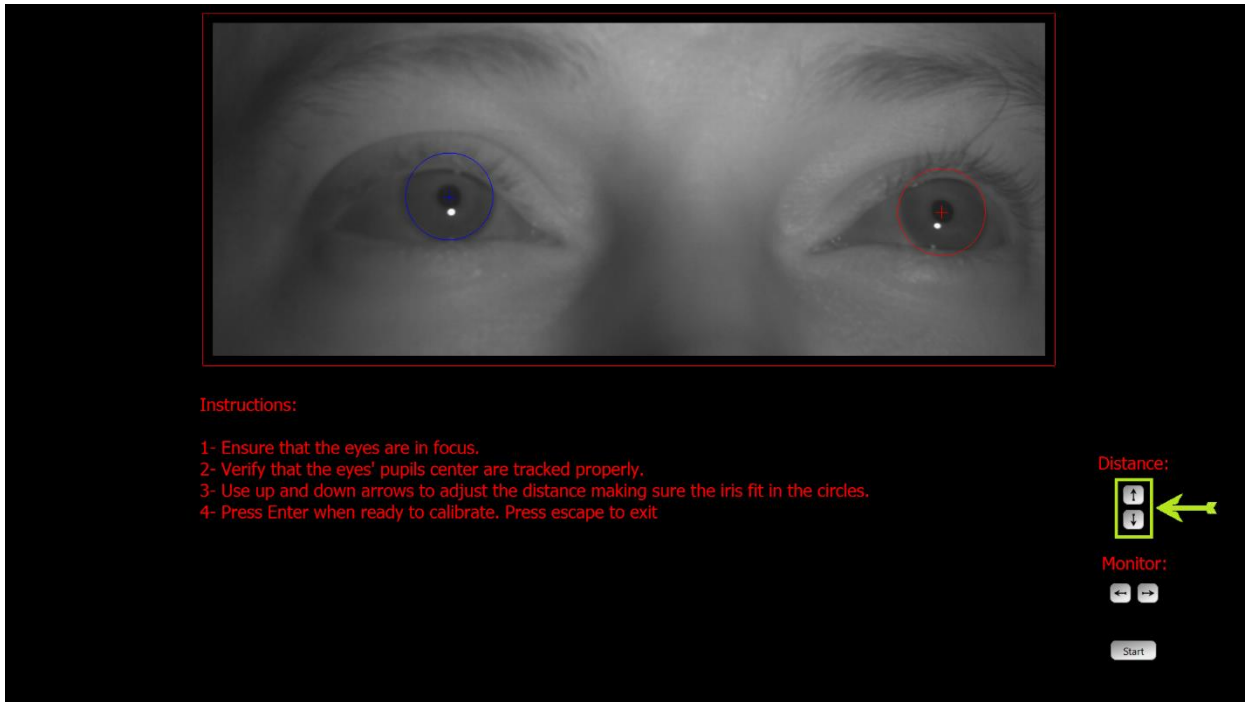 Instructions:
1- Ensure that the eyes are in focus.
2- Verify that the eyes' pupils center are tracked properly.
3- Use up and down arrows to adjust the distance making sure the iris fit in the circles.
4- Press Enter when ready to calibrate. Press escape to exit
Distance:
Monitor:
Start